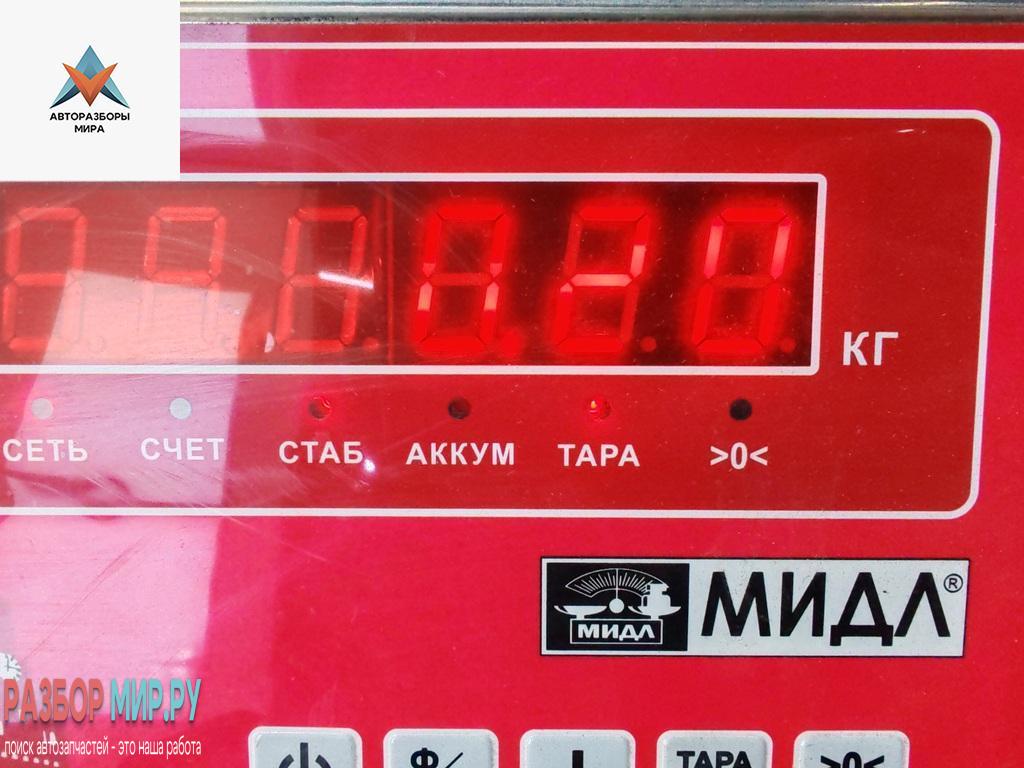 АВТОРАЗБОРЫ
МИРА
КГ
СЕТЬ СЧЕТ СТАБ АККУМ ТАРА >0<
МИДЛ МИДЛ®
РАЗБОР МИР.РУ
поиск автозапчастей - это наша работа
Ф/ ТАРА >0<